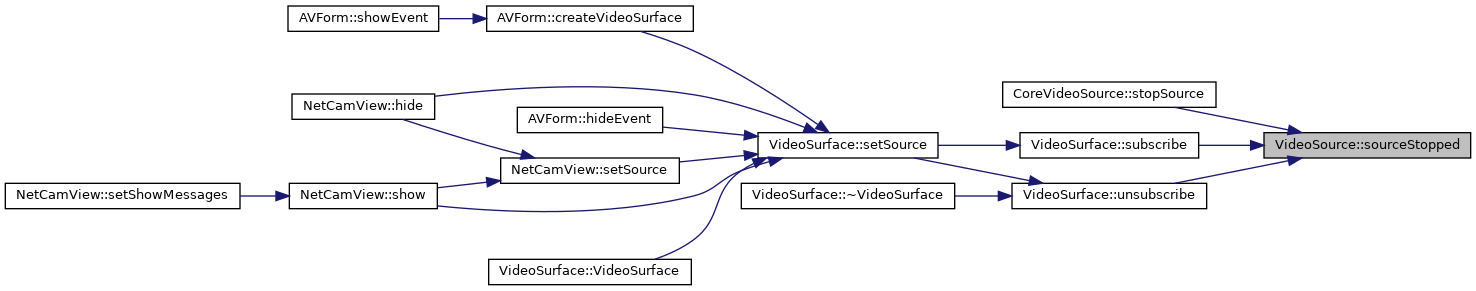 AVForm::showEvent
AVForm::createVideoSurface
NetCamView::hide
CoreVideoSource::stopSource
AVForm::hideEvent
VideoSurface::setSource
VideoSurface::subscribe
VideoSource::sourceStopped
NetCamView::setSource
NetCamView::setShowMessages
NetCamView::show
VideoSurface::~VideoSurface
VideoSurface::unsubscribe
VideoSurface::VideoSurface